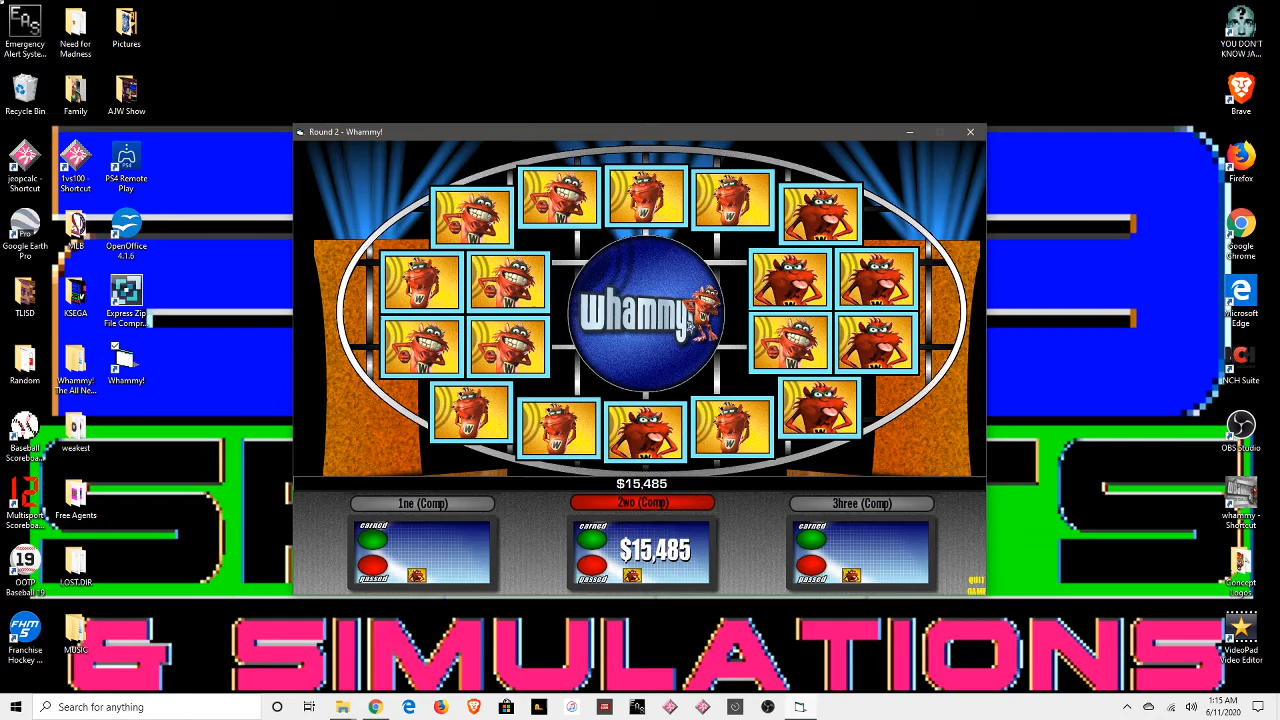 Emergency
Alert Syste...
Need for
Madness
Pictures
Recycle Bin
Family
AJW Show
jeopcalc -
Shortcut
1vs100 -
Shortcut
PS4 Remote
Play
Google Earth
Pro
MLB
OpenOffice
4.1.6
TLISD
KSEGA
Express Zip
File Compr...
Random
Whammy!
The All Ne...
Whammy!
Baseball
Scoreboa...
weakest
Multisport
Scoreboa...
Free Agents
OOTP
Baseball 19
LOST.DIR
Franchise
Hockey ...
MUSIC
YOU DON'T
KNOW JA...
Brave
Firefox
Google
Chrome
Microsoft
Edge
NCH Suite
OBS Studio
whammy -
Shortcut
Concept
Logos
VideoPad
Video Editor
Round 2 - Whammy!
whammy
$15,485
1ne (Comp)
2wo (Comp)
3hree (Comp)
earned
passed
earned
$15,485
passed
earned
passed
QUIT
GAME
& SIMULATIONS
Search for anything
1:15 AM
6/11/2020